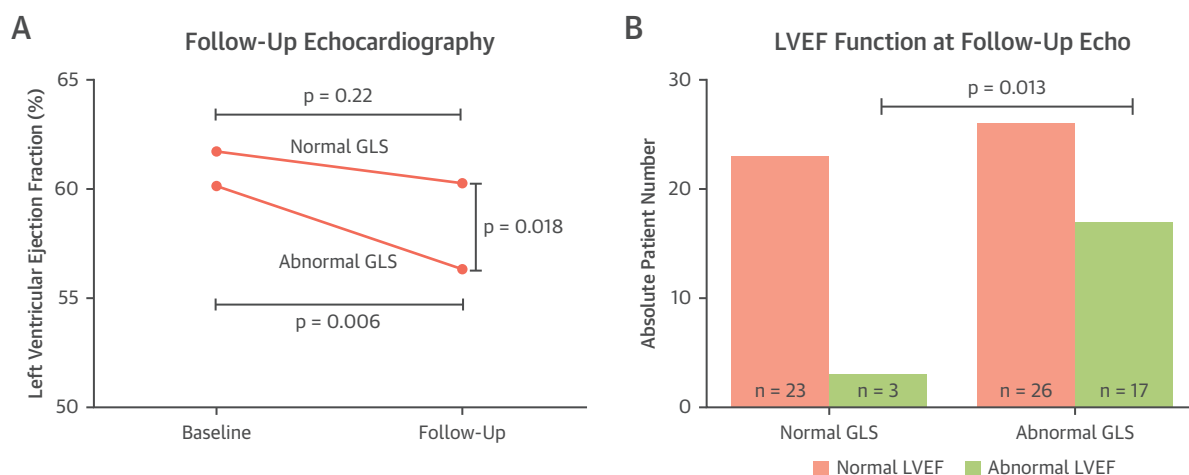 A
Follow-Up Echocardiography
Left Ventricular Ejection Fraction (%)
65
60
55
50
p = 0.22
Normal GLS
p = 0.018
Abnormal GLS
p = 0.006
Baseline
Follow-Up
B
LVEF Function at Follow-Up Echo
Absolute Patient Number
30
20
10
0
p = 0.013
n = 23
n = 3
n = 26
n = 17
Normal GLS
Abnormal GLS
Normal LVEF
Abnormal LVEF